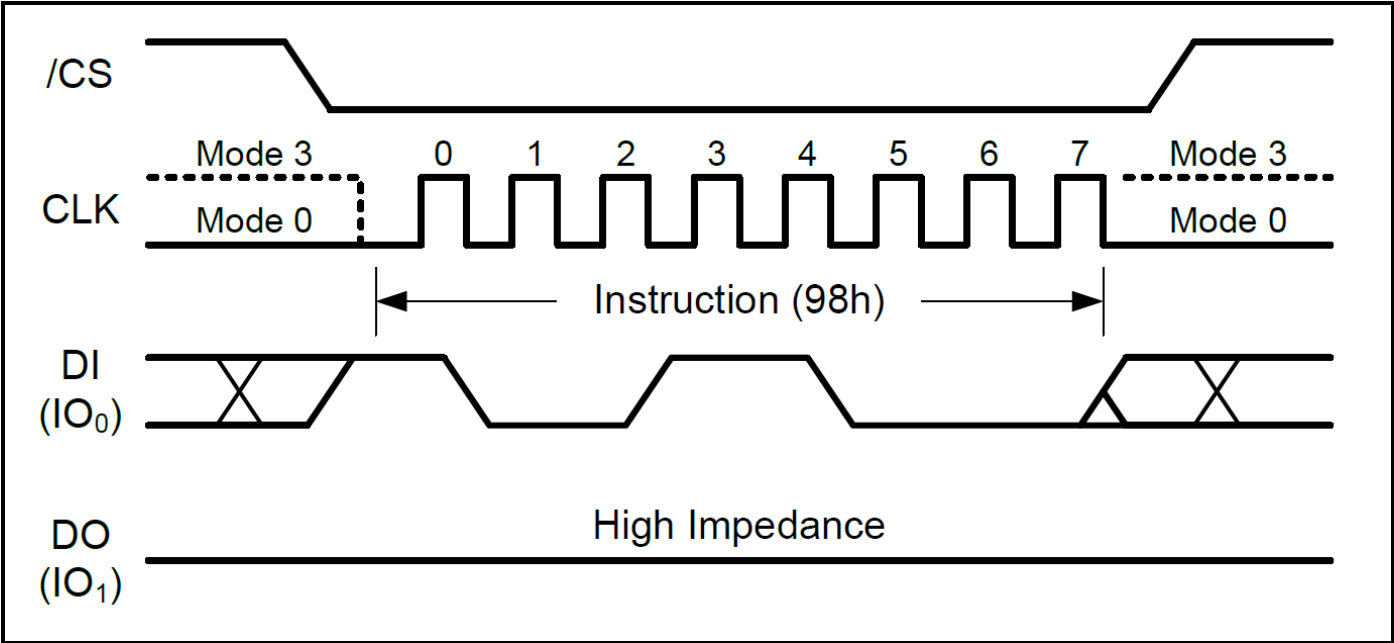 /CS
Mode 3 0 1 2 3 4 5 6 7 Mode 3
CLK
Mode 0 Mode 0
Instruction (98h)
DI
(IO₀)
High Impedance
DO
(IO₁)